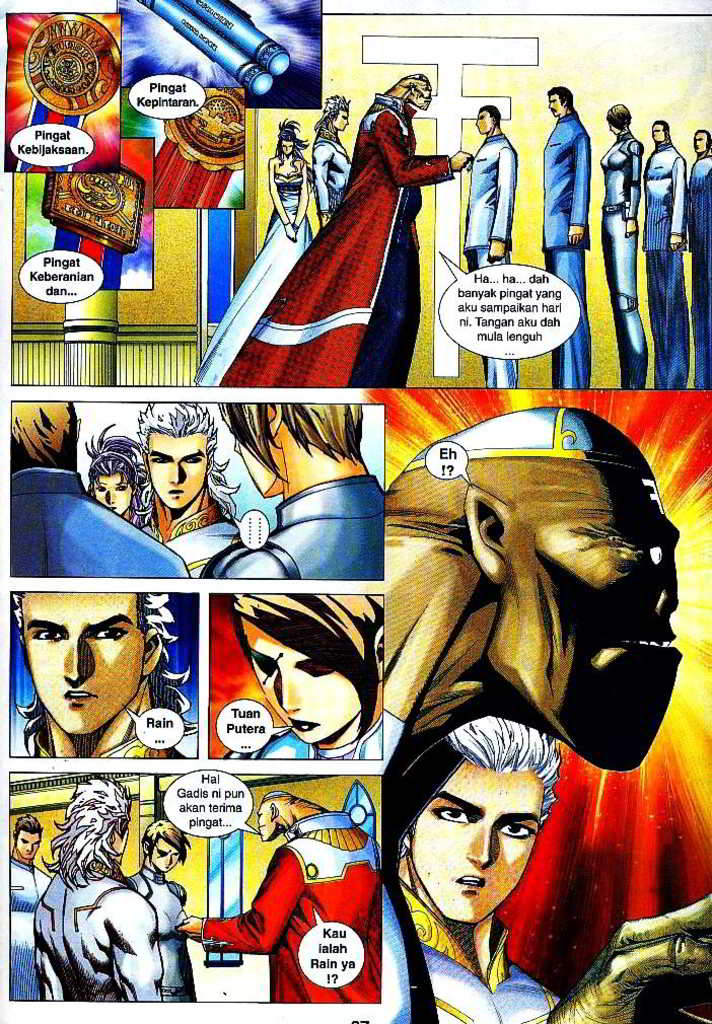 Pingat
Kebijaksaan.
Pingat
Kepintaran.
Pingat
Keberanian
dan...
Ha... ha... dah
banyak pingat yang
aku sampaikan hari
ni. Tangan aku dah
mula lenguh
...
Eh
!?
Rain
...
Tuan
Putera
...
Ha!
Gadis ni pun
akan terima
pingat...
Kau
ialah
Rain ya
!?